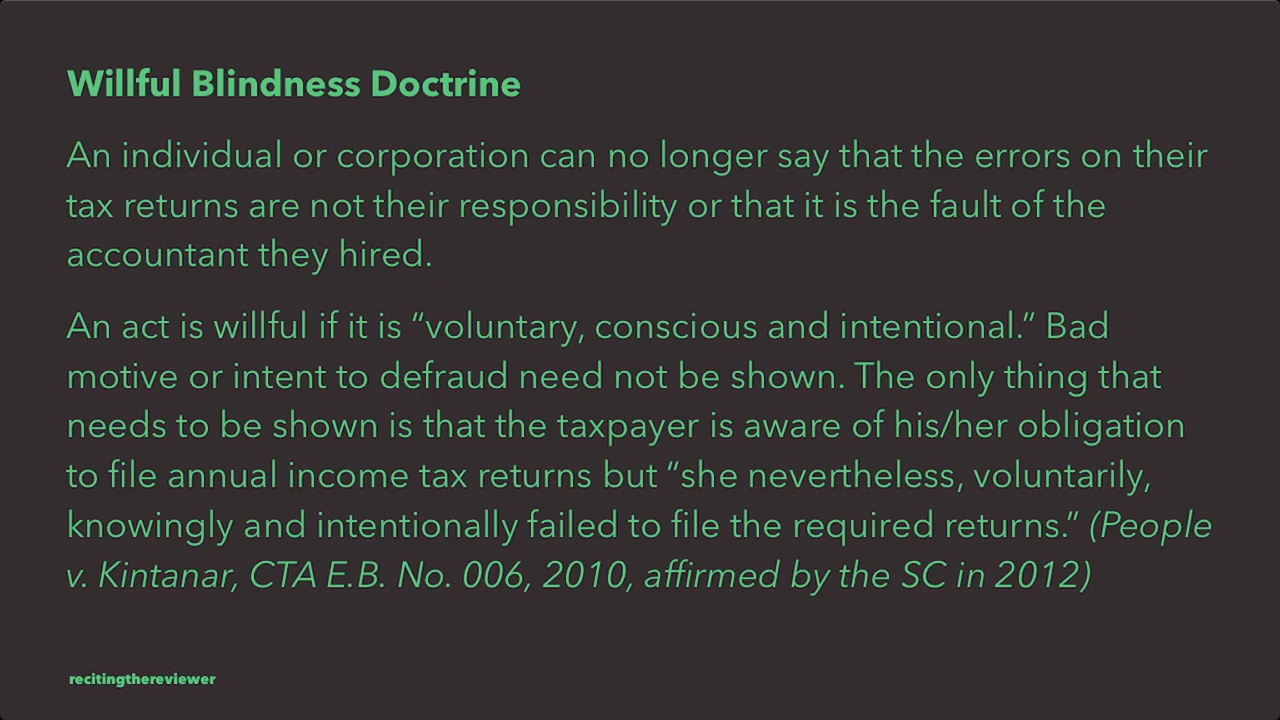 Willful Blindness Doctrine
An individual or corporation can no longer say that the errors on their
tax returns are not their responsibility or that it is the fault of the
accountant they hired.
An act is willful if it is “voluntary, conscious and intentional.” Bad
motive or intent to defraud need not be shown. The only thing that
needs to be shown is that the taxpayer is aware of his/her obligation
to file annual income tax returns but “she nevertheless, voluntarily,
knowingly and intentionally failed to file the required returns.” (People
v. Kintanar, CTA E.B. No. 006, 2010, affirmed by the SC in 2012)
recitingthereviewer